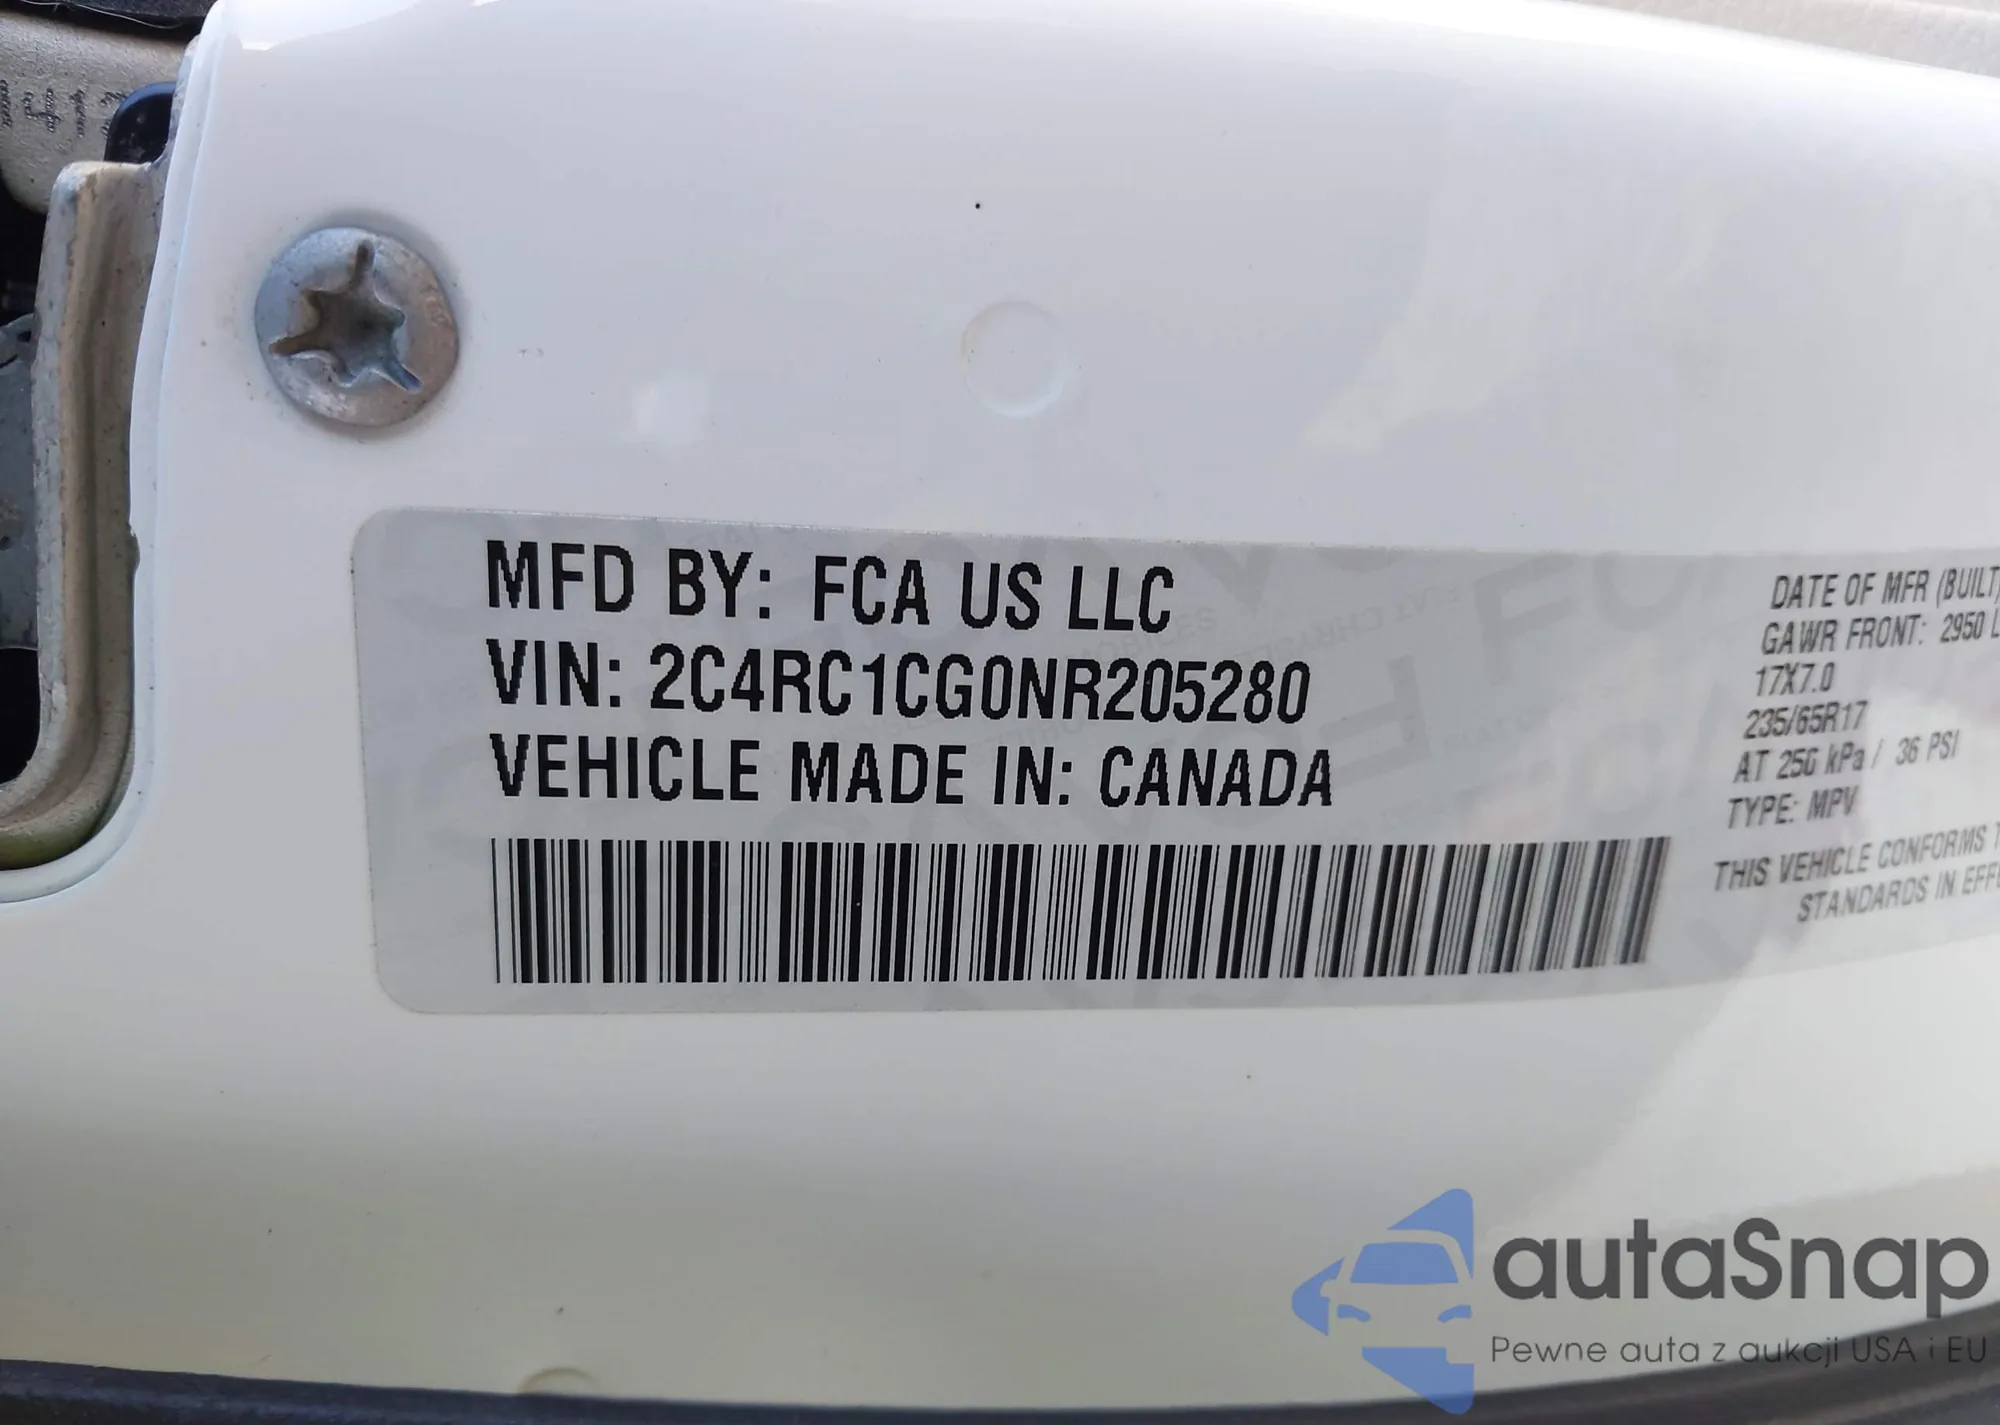 MFD BY: FCA US LLC
VIN: 2C4RC1CG0NR205280
VEHICLE MADE IN: CANADA
DATE OF MFR (BUILT)
GAWR FRONT: 2950 L
17X7.0
235/65R17
AT 250 kPa / 36 PSI
TYPE: MPV
THIS VEHICLE CONFORMS T
STANDARDS IN EFF
autaSnap
Pewne auta z aukcji USA i EU